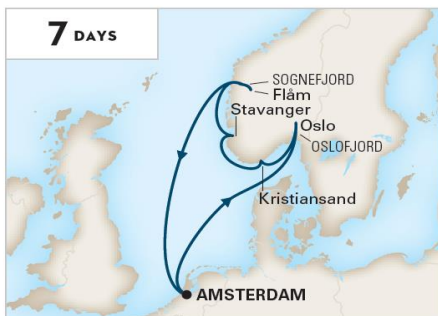 7 DAYS
SOGNEFJORD
Flåm
Stavanger
Oslo
OSLOFJORD
Kristiansand
AMSTERDAM